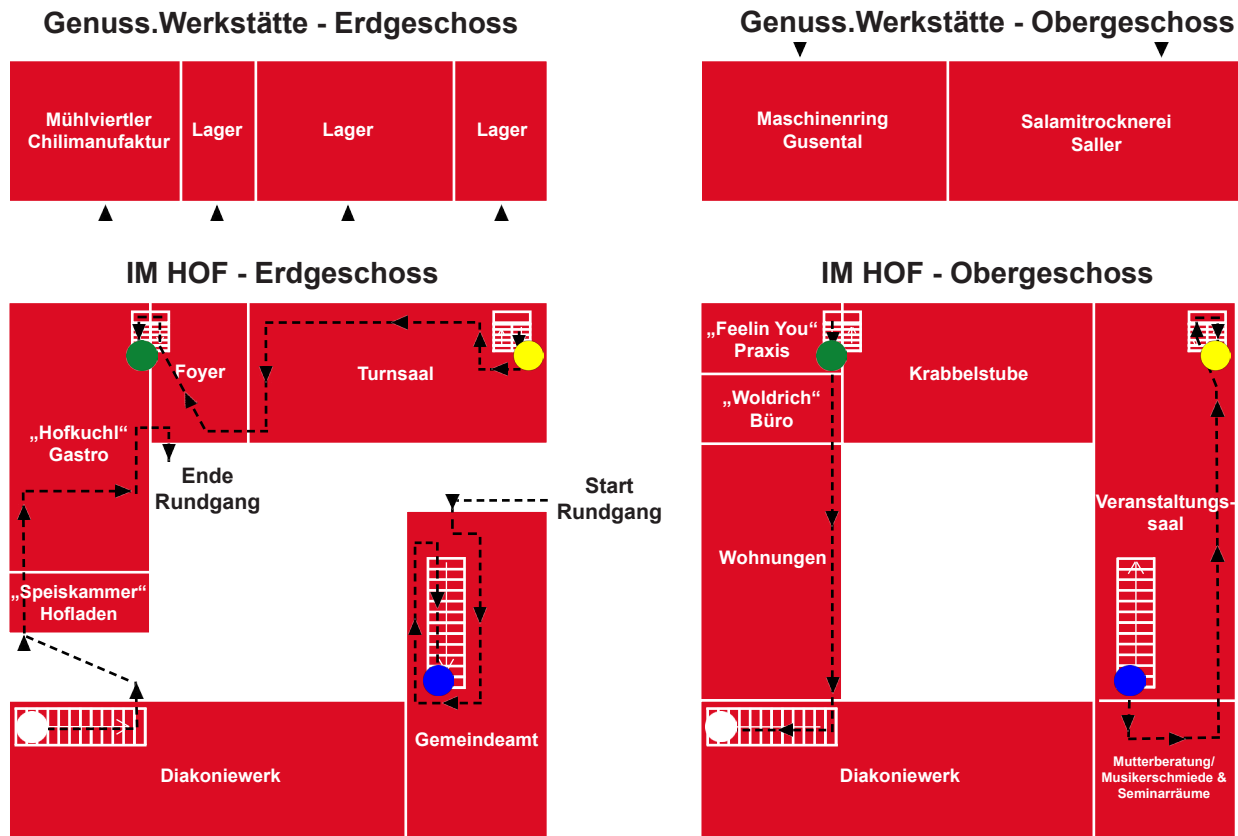 Genuss.Werkstätte - Erdgeschoss
Mühlviertler
Chilimanufaktur
Lager
Lager
Lager
Genuss.Werkstätte - Obergeschoss
Maschinenring
Gusental
Salamitrocknerei
Saller
IM HOF - Erdgeschoss
Foyer
Turnsaal
„Hofkuchl“
Gastro
Ende
Rundgang
Start
Rundgang
„Speiskammer“
Hofladen
Gemeindeamt
Diakoniewerk
IM HOF - Obergeschoss
„Feelin You“
Praxis
Krabbelstube
„Woldrich“
Büro
Veranstaltungs-
saal
Wohnungen
Diakoniewerk
Mutterberatung/
Musikerschmiede &
Seminarräume